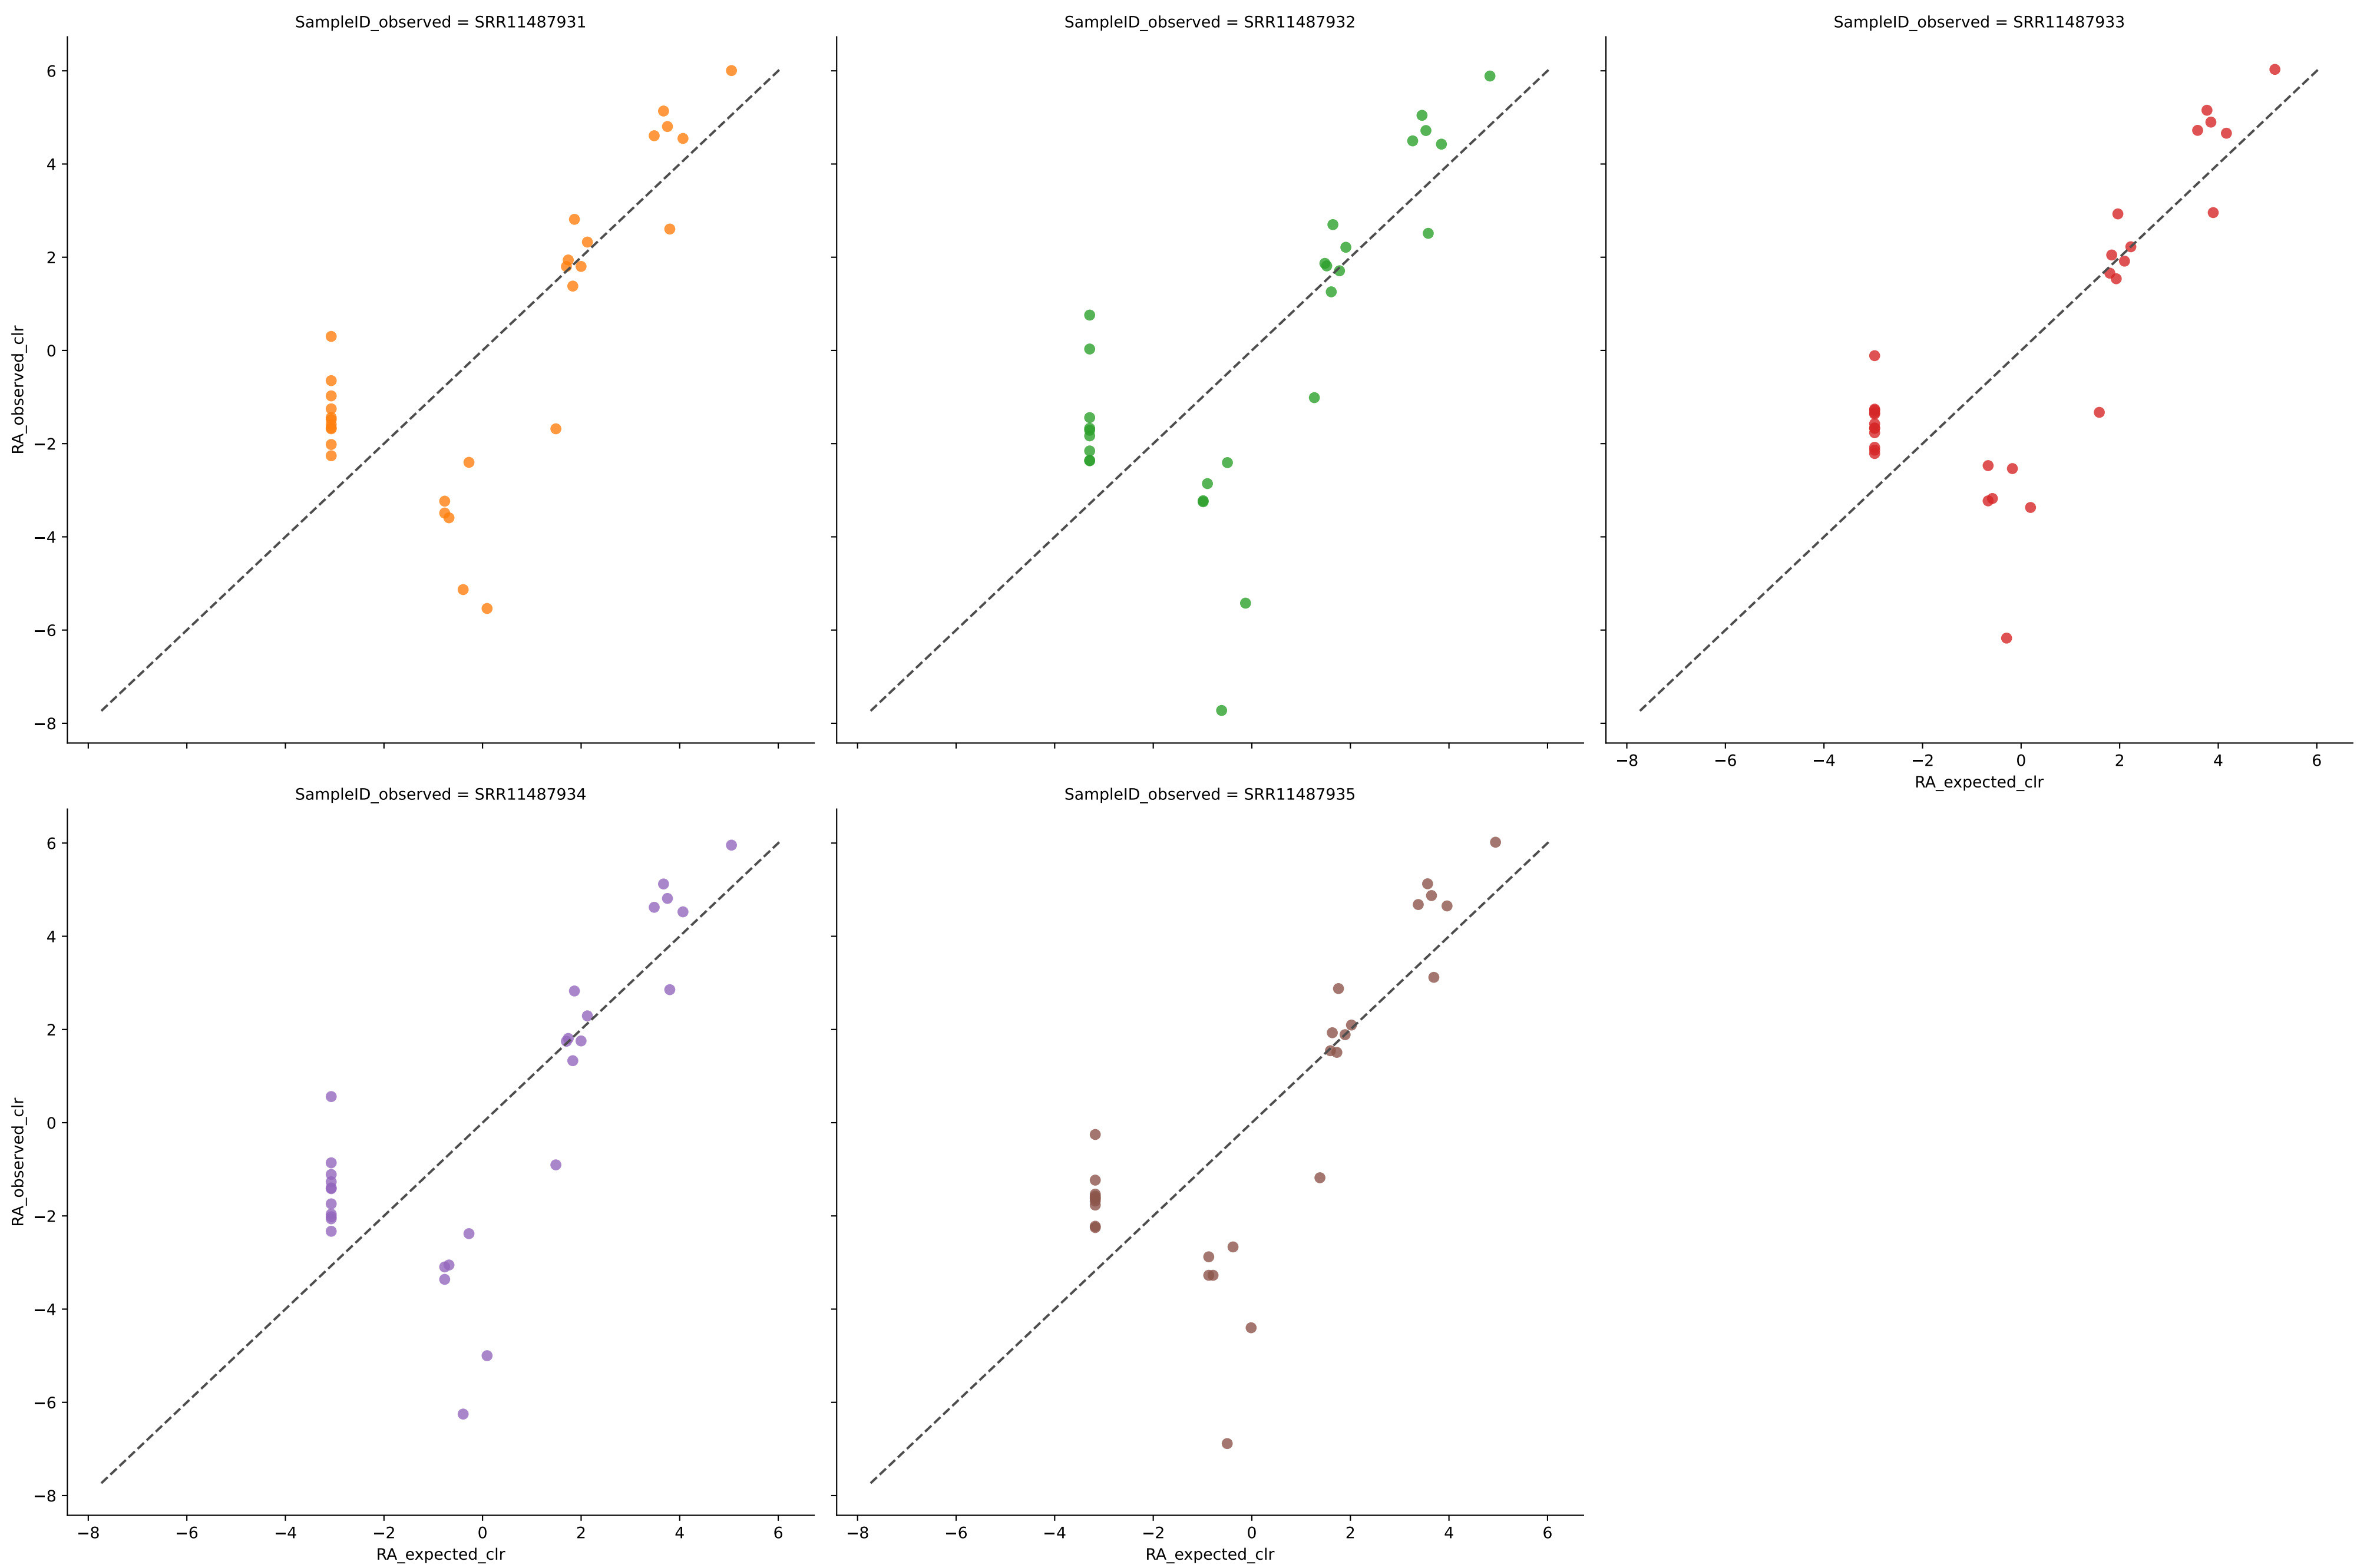 SampleID_observed = SRR11487931
SampleID_observed = SRR11487932
SampleID_observed = SRR11487933
6
4
2
0
−2
−4
−6
−8
RA_observed_clr
−8 −6 −4 −2 0 2 4 6
RA_expected_clr
SampleID_observed = SRR11487934
SampleID_observed = SRR11487935
6
4
2
0
−2
−4
−6
−8
RA_observed_clr
−8 −6 −4 −2 0 2 4 6
−8 −6 −4 −2 0 2 4 6
RA_expected_clr
RA_expected_clr